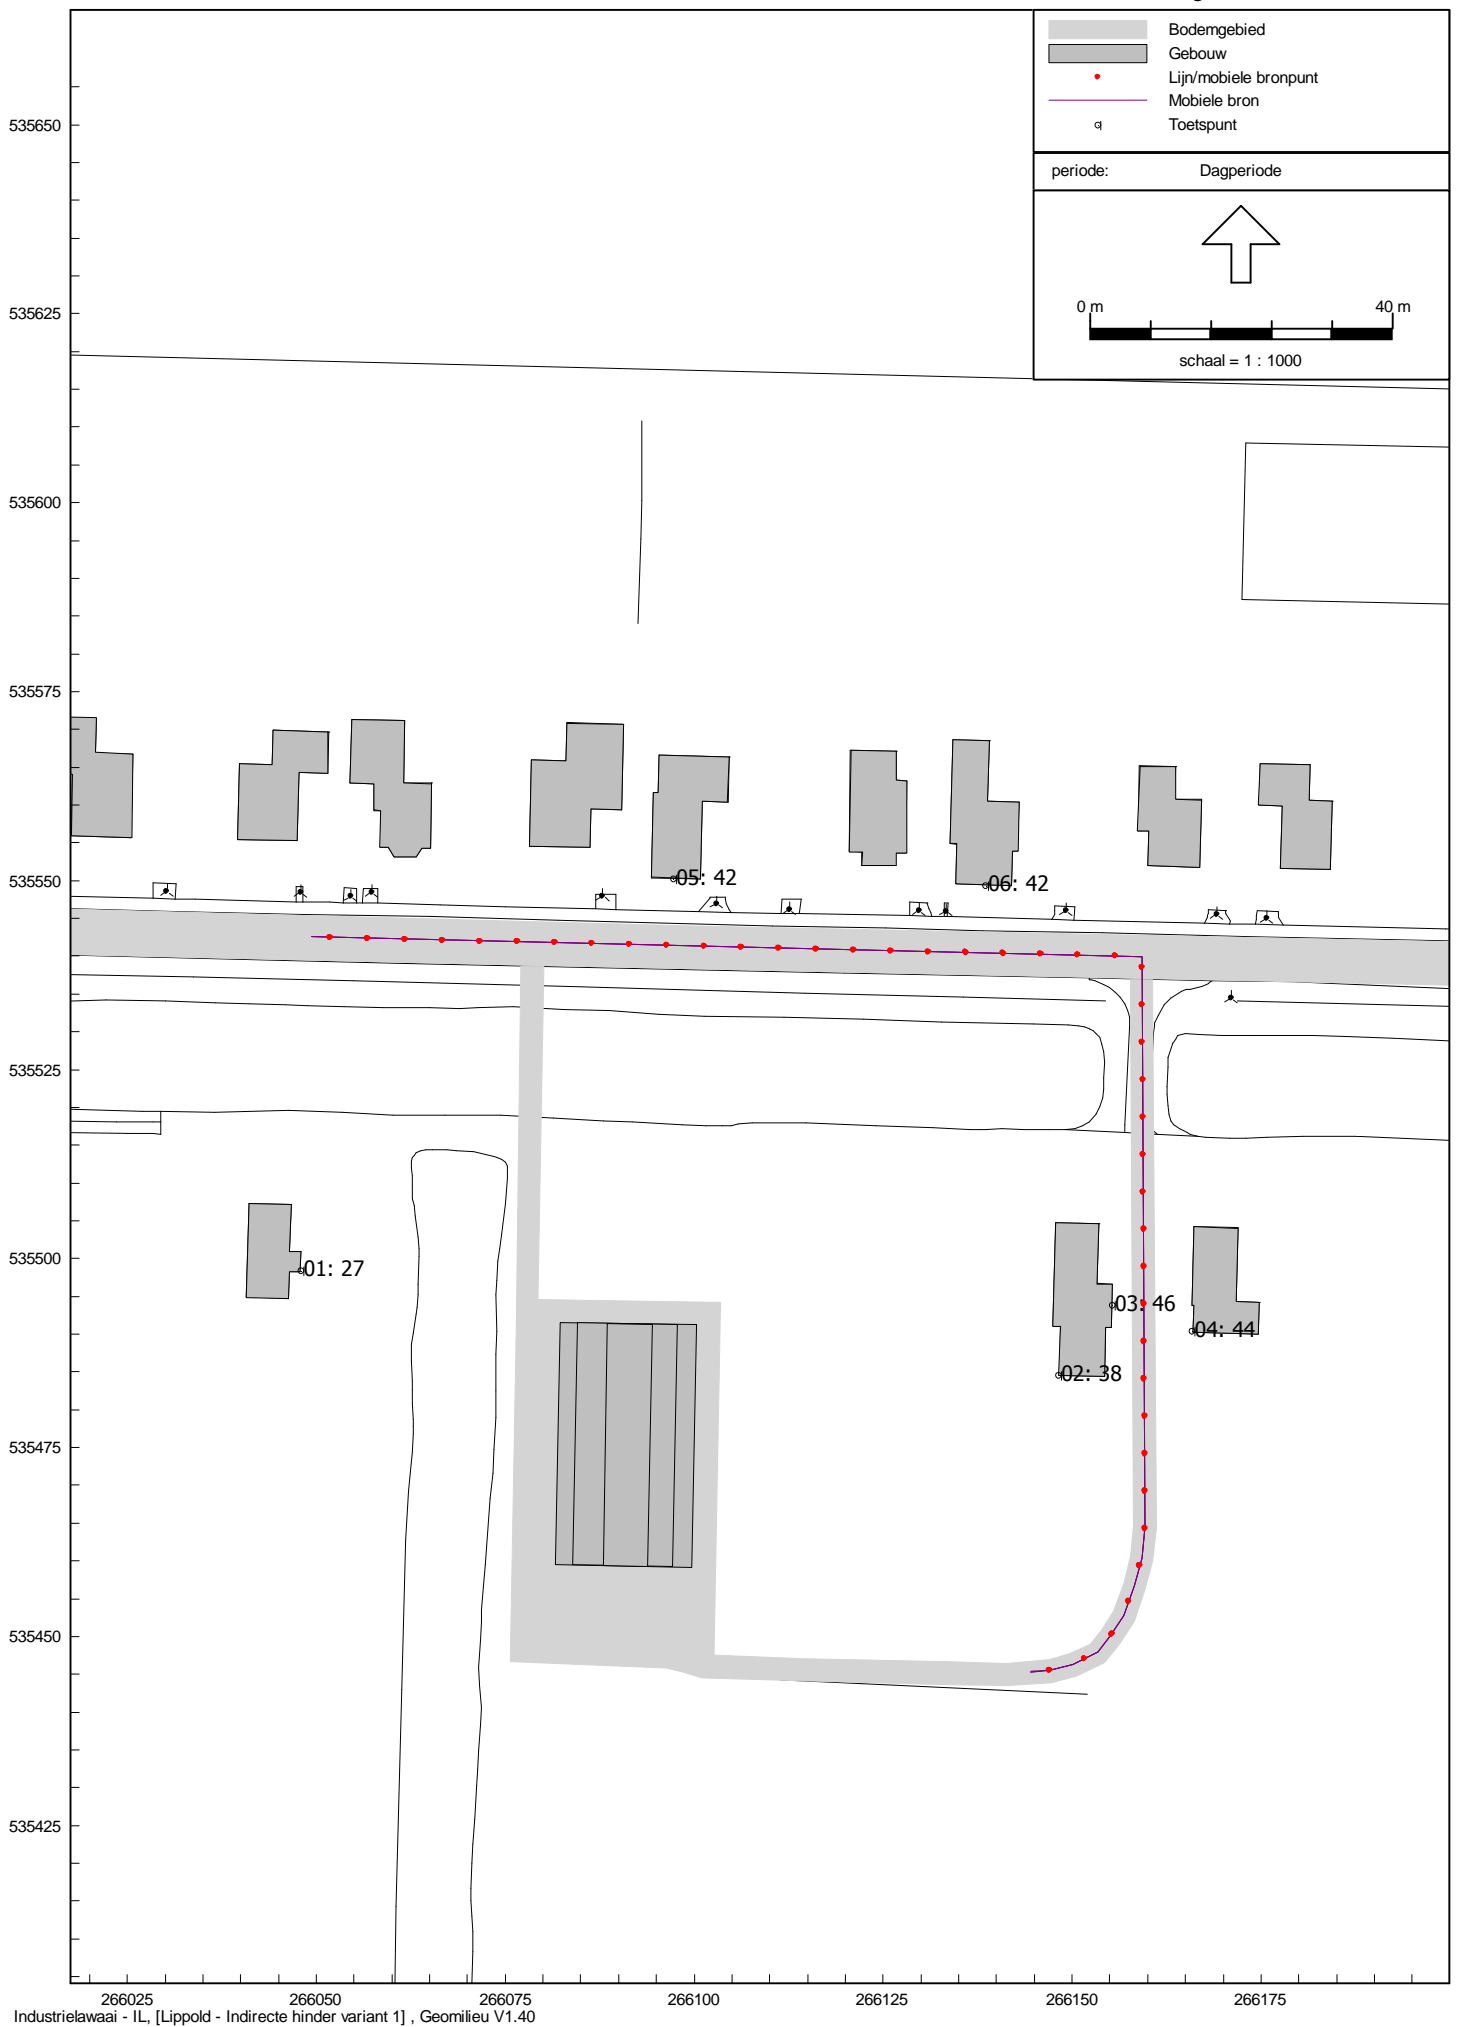 Bodemgebied
Gebouw
Lijn/mobiele bronpunt
Mobiele bron
Toetspunt
periode: Dagperiode
0 m 40 m
schaal = 1 : 1000
535650
535625
535600
535575
535550
535525
535500
535475
535450
535425
05: 42
06: 42
01: 27
03: 46
04: 44
02: 38
266025 266050 266075 266100 266125 266150 266175
Industrielawaai - IL, [Lippold - Indirecte hinder variant 1] , Geomilieu V1.40